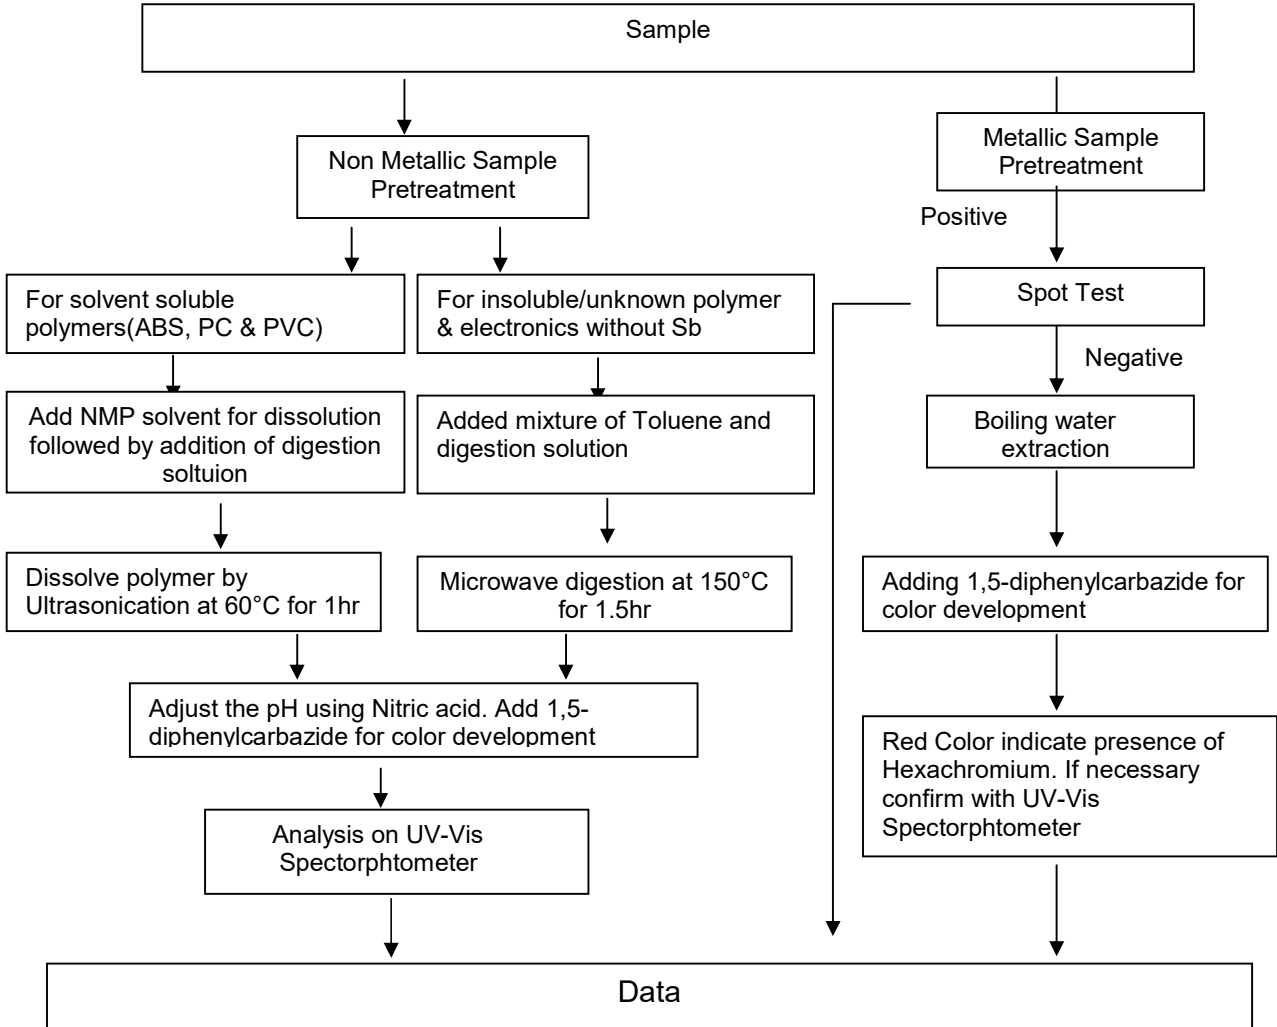 Sample
Non Metallic Sample
Pretreatment
Metallic Sample
Pretreatment
Positive
For solvent soluble
polymers(ABS, PC & PVC)
For insoluble/unknown polymer
& electronics without Sb
Spot Test
Negative
Add NMP solvent for dissolution
followed by addition of digestion
soltuion
Added mixture of Toluene and
digestion solution
Boiling water
extraction
Dissolve polymer by
Ultrasonication at 60°C for 1hr
Microwave digestion at 150°C
for 1.5hr
Adding 1,5-diphenylcarbazide for
color development
Adjust the pH using Nitric acid. Add 1,5-
diphenylcarbazide for color development
Red Color indicate presence of
Hexachromium. If necessary
confirm with UV-Vis
Spectorphtometer
Analysis on UV-Vis
Spectorphtometer
Data